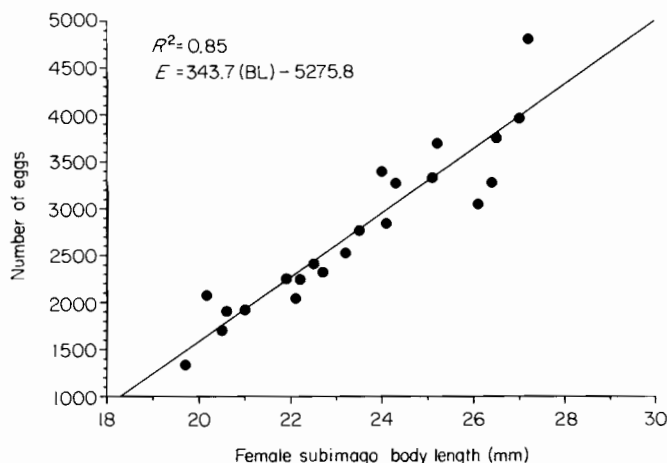 5000
4500
4000
3500
3000
2500
2000
1500
1000
Number of eggs
R²=0.85
E=343.7 (BL) – 5275.8
18 20 22 24 26 28 30
Female subimago body length (mm)